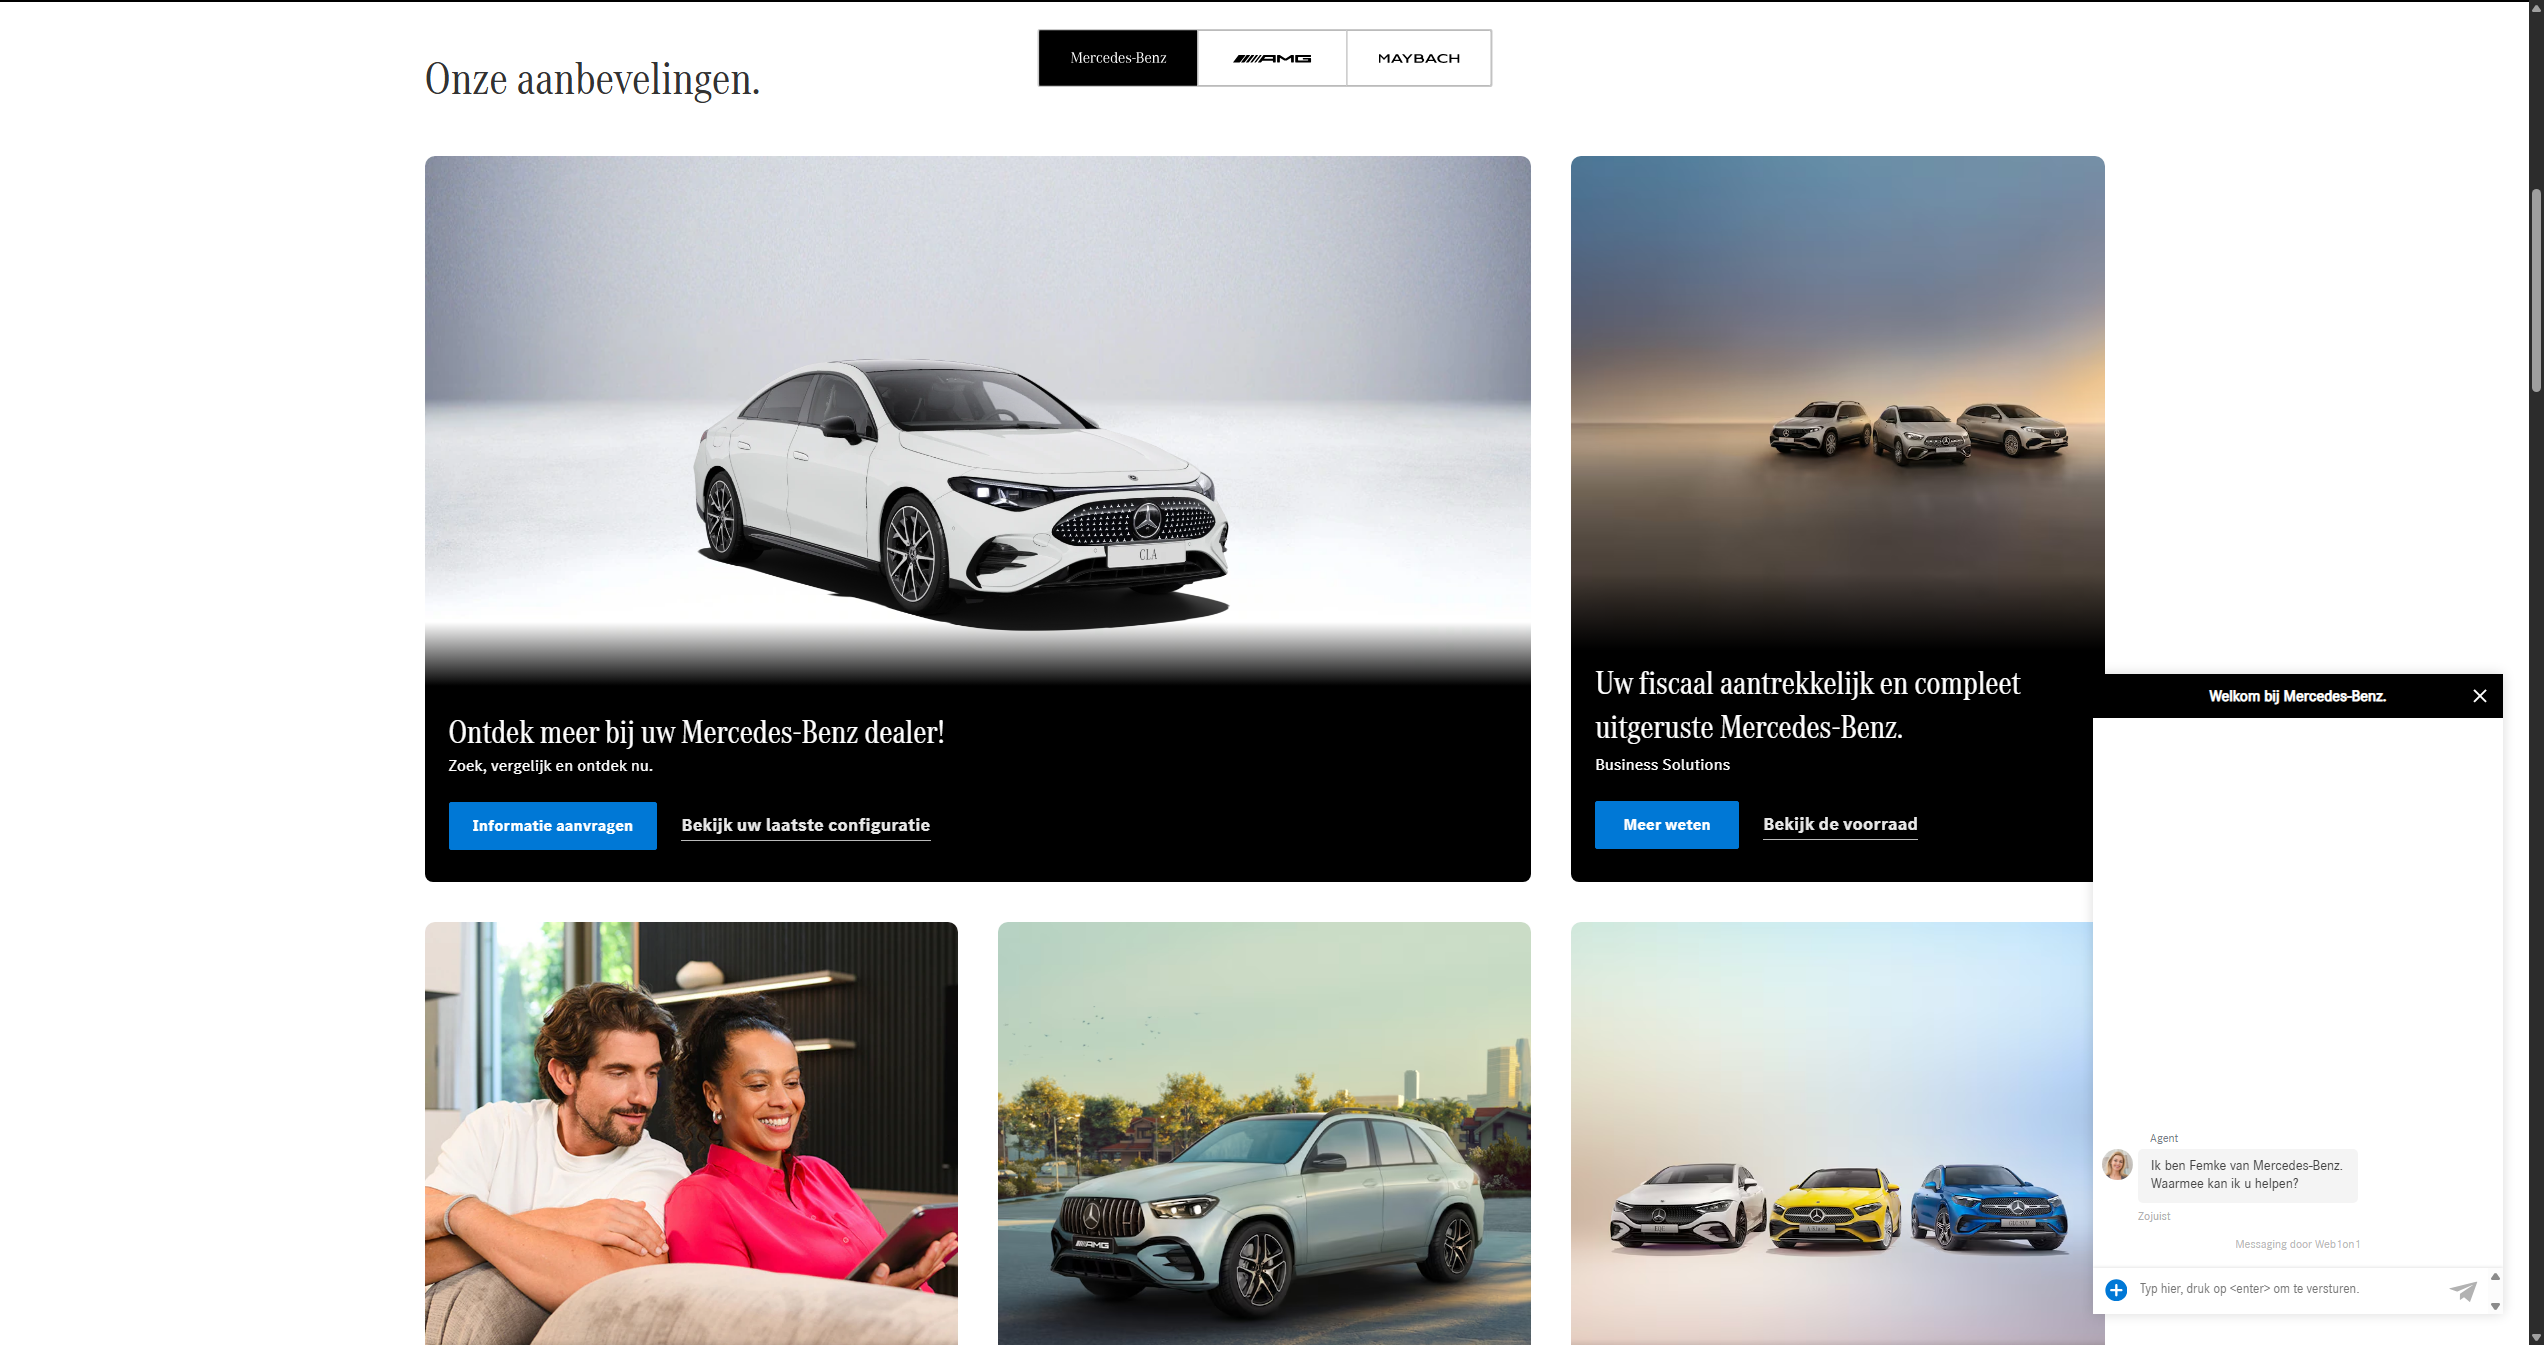 Mercedes-Benz
AMG
MAYBACH
Onze aanbevelingen.
CLA
Ontdek meer bij uw Mercedes-Benz dealer!
Zoek, vergelijk en ontdek nu.
Informatie aanvragen
Bekijk uw laatste configuratie
Uw fiscaal aantrekkelijk en compleet
uitgeruste Mercedes-Benz.
Business Solutions
Meer weten
Bekijk de voorraad
AMG
Welkom bij Mercedes-Benz.
Agent
Ik ben Femke van Mercedes-Benz.
Waarmee kan ik u helpen?
Zojuist
Messaging door Web1on1
Typ hier, druk op <enter> om te versturen.